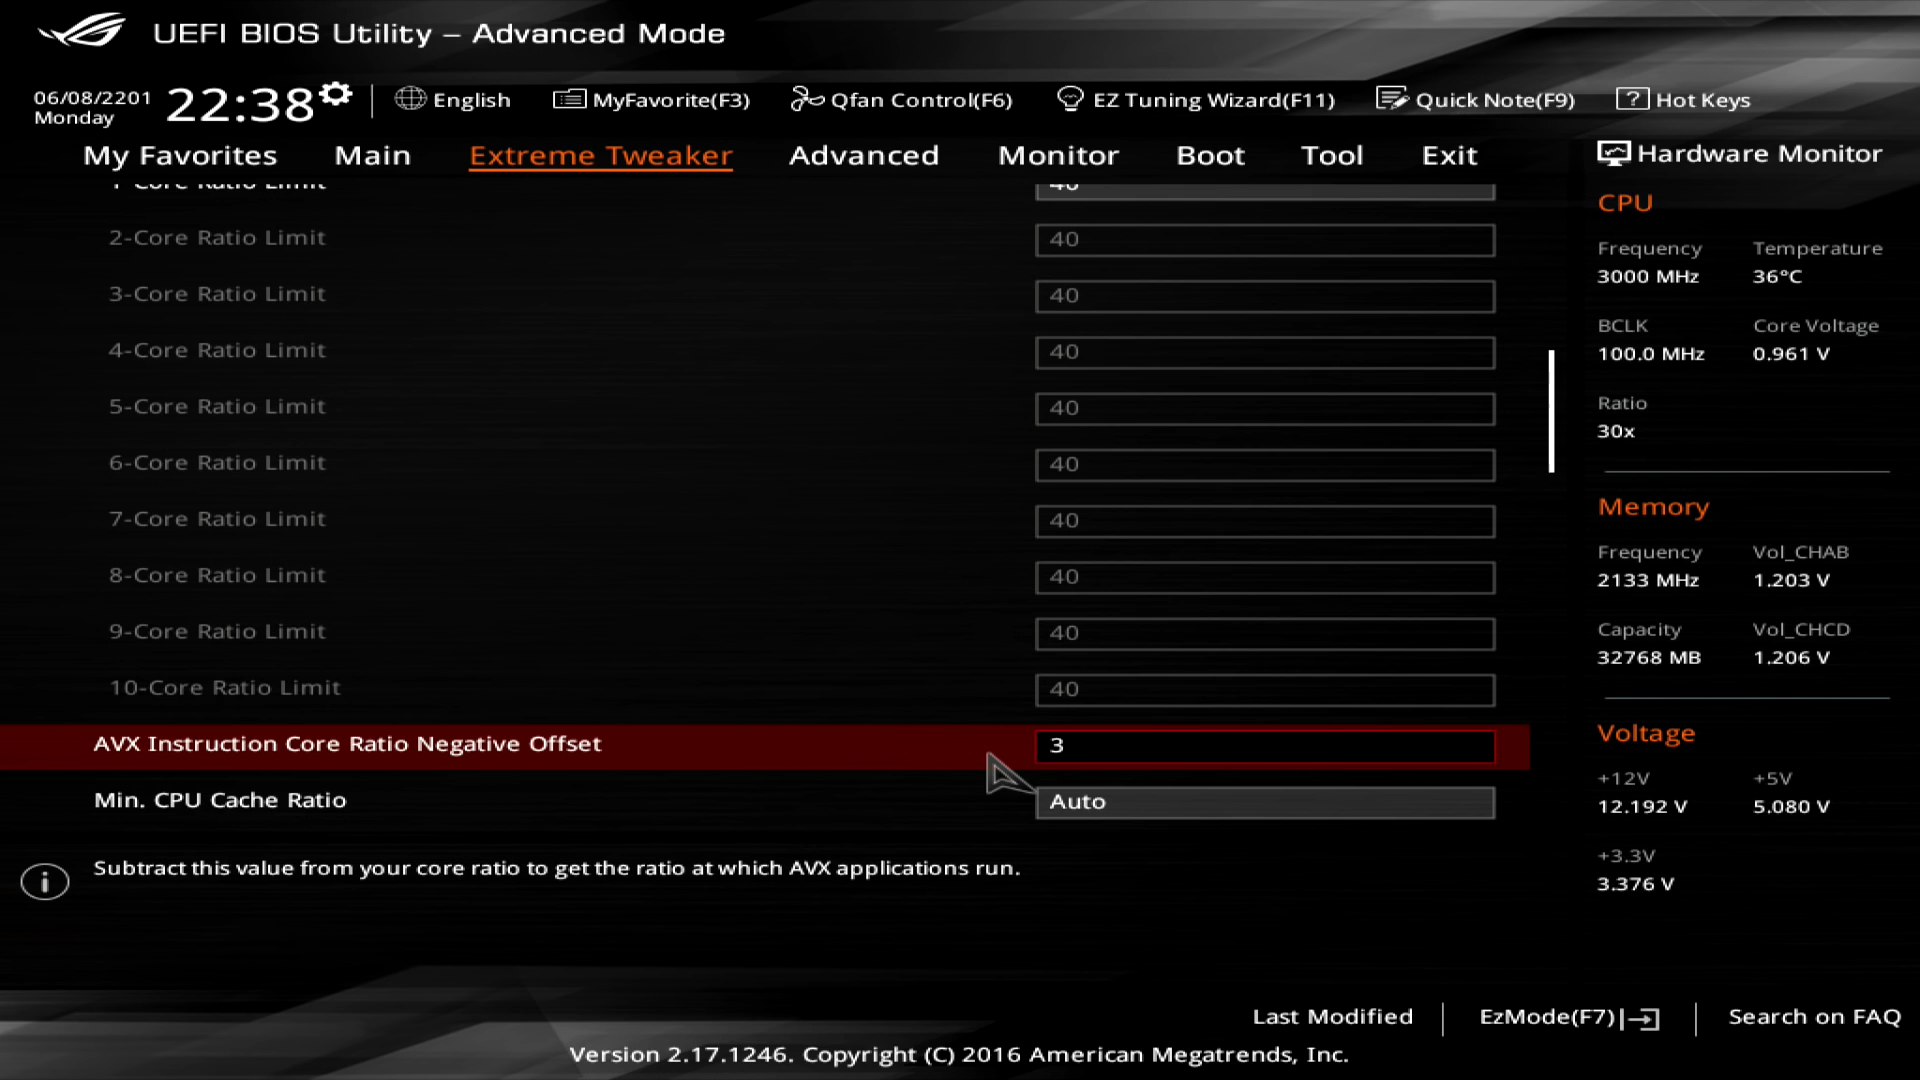 UEFI BIOS Utility – Advanced Mode
06/08/2201
Monday
22:38
English
MyFavorite(F3)
Qfan Control(F6)
EZ Tuning Wizard(F11)
Quick Note(F9)
? Hot Keys
My Favorites
Main
Extreme Tweaker
Advanced
Monitor
Boot
Tool
Exit
1-Core Ratio Limit 40
2-Core Ratio Limit 40
3-Core Ratio Limit 40
4-Core Ratio Limit 40
5-Core Ratio Limit 40
6-Core Ratio Limit 40
7-Core Ratio Limit 40
8-Core Ratio Limit 40
9-Core Ratio Limit 40
10-Core Ratio Limit 40
AVX Instruction Core Ratio Negative Offset 3
Min. CPU Cache Ratio Auto
i
Subtract this value from your core ratio to get the ratio at which AVX applications run.
Hardware Monitor
CPU
Frequency Temperature
3000 MHz 36°C
BCLK Core Voltage
100.0 MHz 0.961 V
Ratio
30x
Memory
Frequency Vol_CHAB
2133 MHz 1.203 V
Capacity Vol_CHCD
32768 MB 1.206 V
Voltage
+12V +5V
12.192 V 5.080 V
+3.3V
3.376 V
Last Modified
EzMode(F7)
Search on FAQ
Version 2.17.1246. Copyright (C) 2016 American Megatrends, Inc.